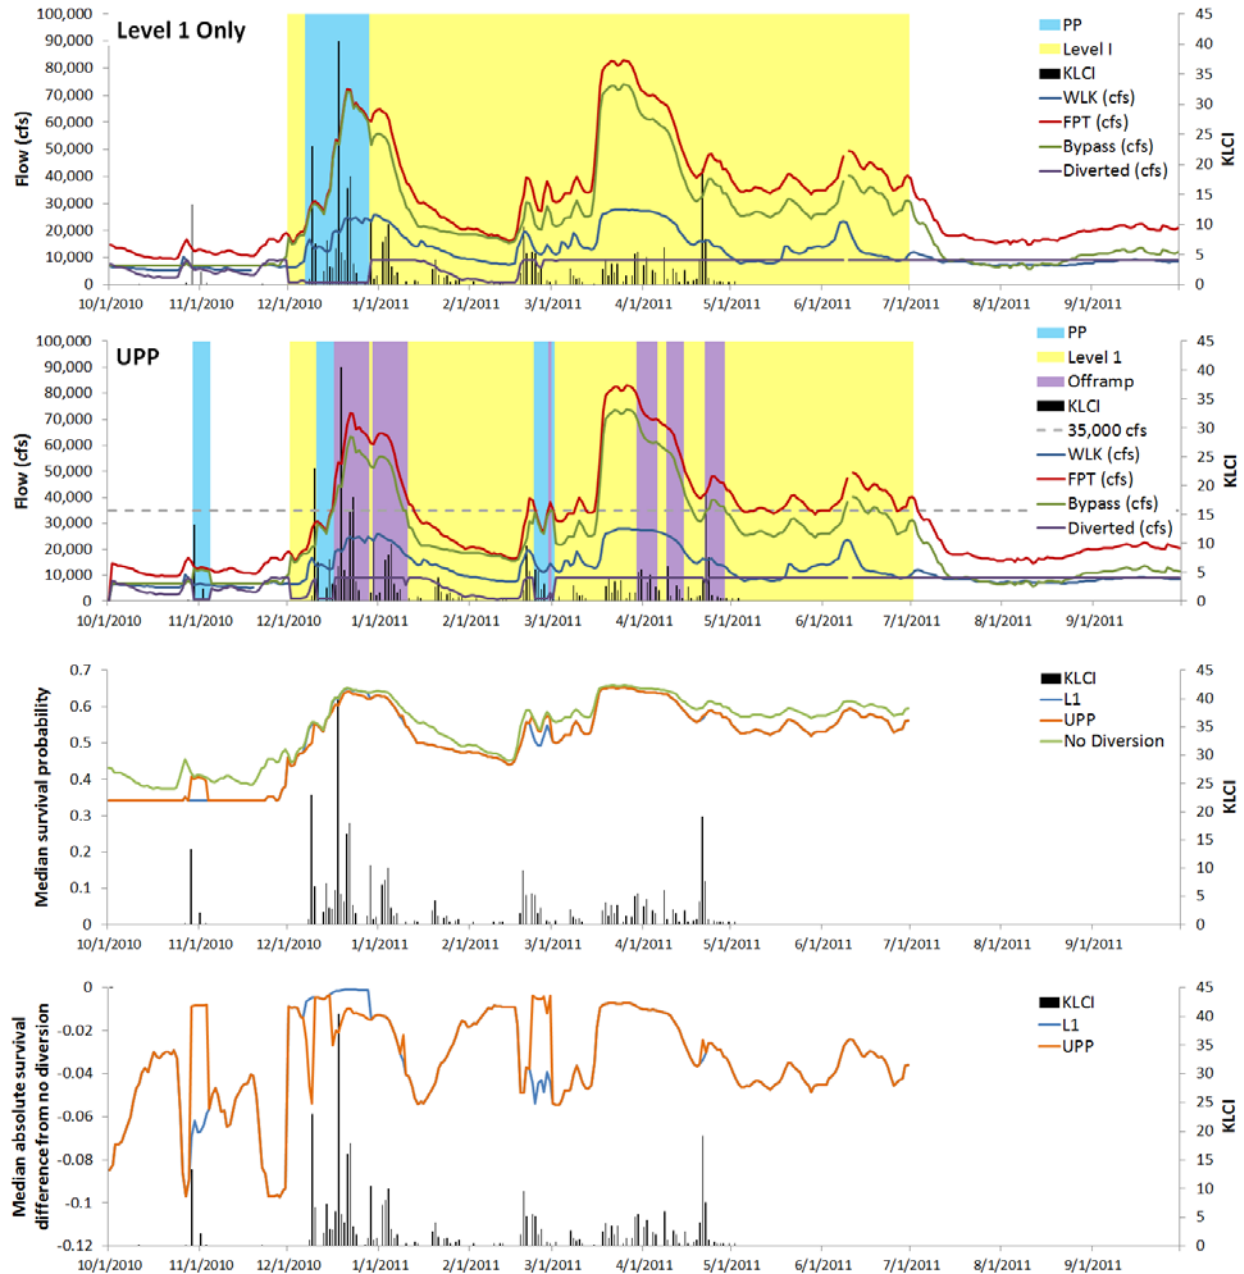 Level 1 Only
Flow (cfs)
100,000
90,000
80,000
70,000
60,000
50,000
40,000
30,000
20,000
10,000
0
45
40
35
30
25
20
15
10
5
0
KLCI
PP
Level I
KLCI
WLK (cfs)
FPT (cfs)
Bypass (cfs)
Diverted (cfs)
10/1/2010 11/1/2010 12/1/2010 1/1/2011 2/1/2011 3/1/2011 4/1/2011 5/1/2011 6/1/2011 7/1/2011 8/1/2011 9/1/2011
UPP
Flow (cfs)
100,000
90,000
80,000
70,000
60,000
50,000
40,000
30,000
20,000
10,000
0
45
40
35
30
25
20
15
10
5
0
KLCI
PP
Level 1
Offramp
KLCI
35,000 cfs
WLK (cfs)
FPT (cfs)
Bypass (cfs)
Diverted (cfs)
10/1/2010 11/1/2010 12/1/2010 1/1/2011 2/1/2011 3/1/2011 4/1/2011 5/1/2011 6/1/2011 7/1/2011 8/1/2011 9/1/2011
Median survival probability
0.7
0.6
0.5
0.4
0.3
0.2
0.1
0
45
40
35
30
25
20
15
10
5
0
KLCI
KLCI
L1
UPP
No Diversion
10/1/2010 11/1/2010 12/1/2010 1/1/2011 2/1/2011 3/1/2011 4/1/2011 5/1/2011 6/1/2011 7/1/2011 8/1/2011 9/1/2011
Median absolute survival
difference from no diversion
0
-0.02
-0.04
-0.06
-0.08
-0.1
-0.12
45
40
35
30
25
20
15
10
5
0
KLCI
KLCI
L1
UPP
10/1/2010 11/1/2010 12/1/2010 1/1/2011 2/1/2011 3/1/2011 4/1/2011 5/1/2011 6/1/2011 7/1/2011 8/1/2011 9/1/2011